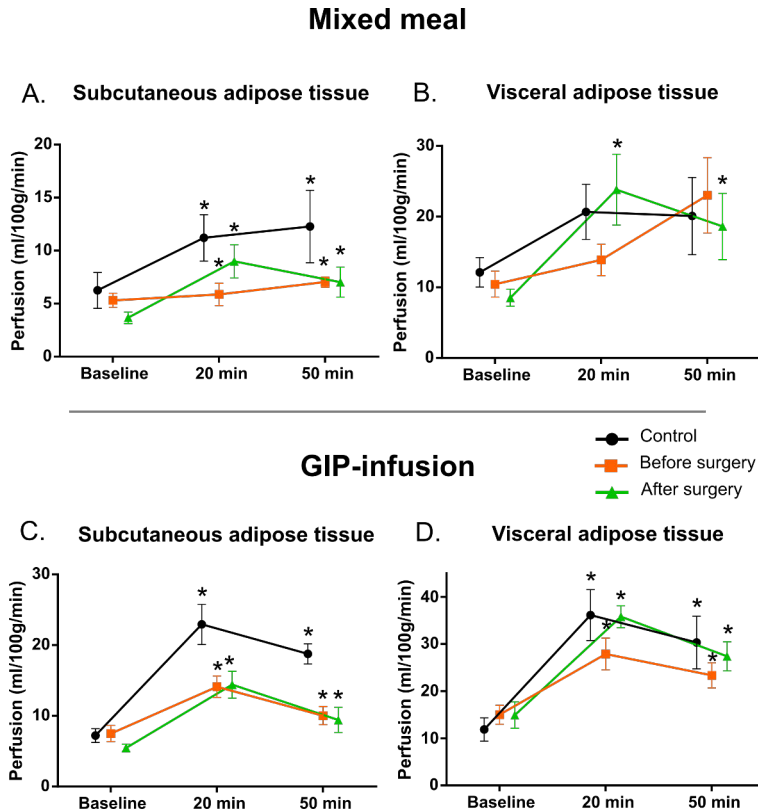 Mixed meal
A. Subcutaneous adipose tissue
Perfusion (ml/100g/min)
20
15
10
5
0
* * * * * *
Baseline 20 min 50 min
B. Visceral adipose tissue
Perfusion (ml/100g/min)
30
20
10
0
* *
Baseline 20 min 50 min
Control
Before surgery
After surgery
GIP-infusion
C. Subcutaneous adipose tissue
Perfusion (ml/100g/min)
30
20
10
0
* * * * * *
Baseline 20 min 50 min
D. Visceral adipose tissue
Perfusion (ml/100g/min)
40
30
20
10
* * * * * *
Baseline 20 min 50 min